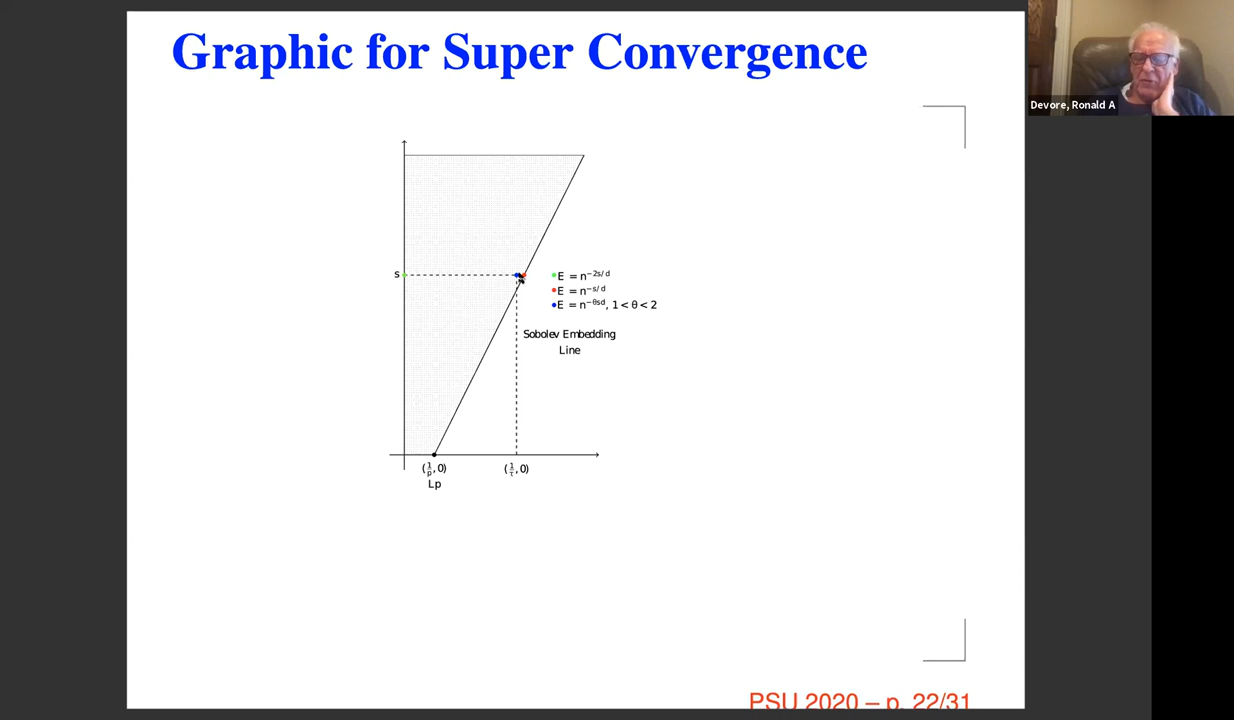 Graphic for Super Convergence
Devore, Ronald A
s
E = n^{-2s/d}
E = n^{-s/d}
E = n^{-θsd}, 1 < θ < 2
Sobolev Embedding
Line
(1/p, 0) (1/τ, 0)
Lp
PSU 2020 – p. 22/31